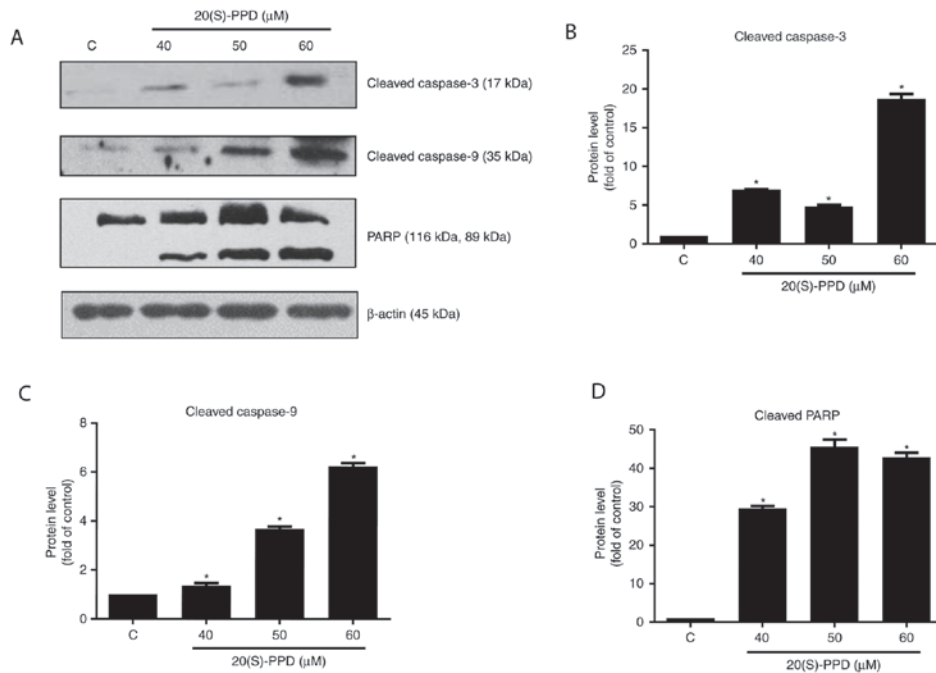 A
20(S)-PPD (μM)
C 40 50 60
Cleaved caspase-3 (17 kDa)
Cleaved caspase-9 (35 kDa)
PARP (116 kDa, 89 kDa)
β-actin (45 kDa)
B
Cleaved caspase-3
Protein level
(fold of control)
25
20
15
10
5
0
* * *
C 40 50 60
20(S)-PPD (μM)
C
Cleaved caspase-9
Protein level
(fold of control)
8
6
4
2
0
* * *
C 40 50 60
20(S)-PPD (μM)
D
Cleaved PARP
Protein level
(fold of control)
50
40
30
20
10
0
* * *
C 40 50 60
20(S)-PPD (μM)